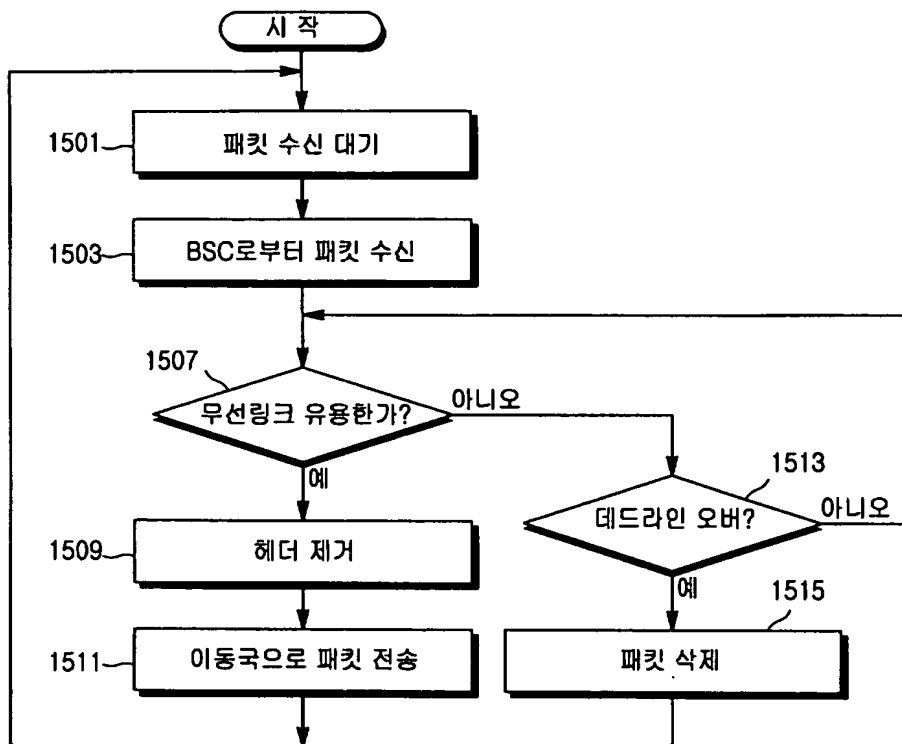 시 작
1501
패킷 수신 대기
1503
BSC로부터 패킷 수신
1507
무선링크 유용한가?
아니오
예
1513
데드라인 오버?
아니오
예
1509
헤더 제거
1515
1511
이동국으로 패킷 전송
패킷 삭제